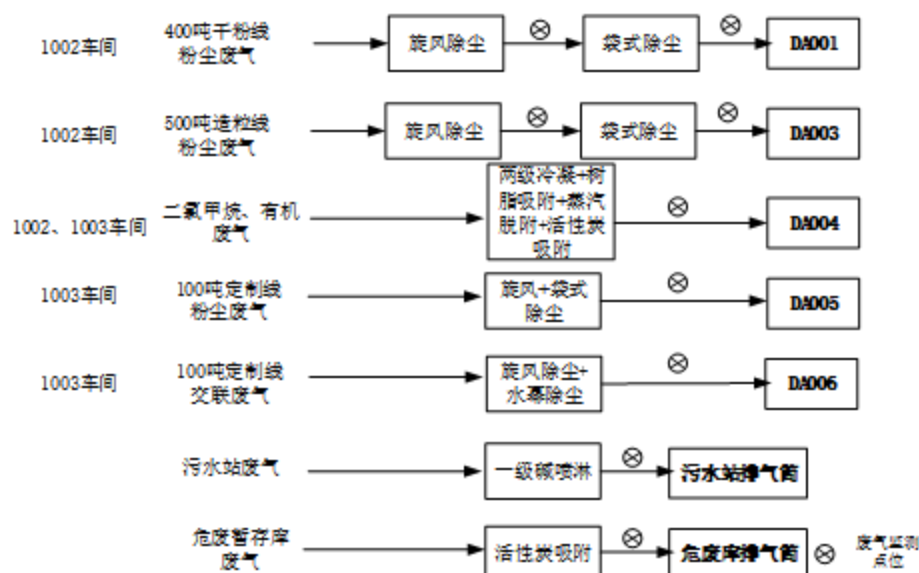 1002车间
400吨干粉线
粉尘废气
旋风除尘
袋式除尘
DA001
1002车间
500吨造粒线
粉尘废气
旋风除尘
袋式除尘
DA003
1002、1003车间
二氯甲烷、有机
废气
两级冷凝+树
脂吸附+蒸汽
脱附+活性炭
吸附
DA004
1003车间
100吨定制线
粉尘废气
旋风+袋式
除尘
DA005
1003车间
100吨定制线
交联废气
旋风除尘+
水幕除尘
DA006
污水站废气
一级碱喷淋
污水站排气筒
危废暂存库
废气
活性炭吸附
危废库排气筒
废气监测
点位